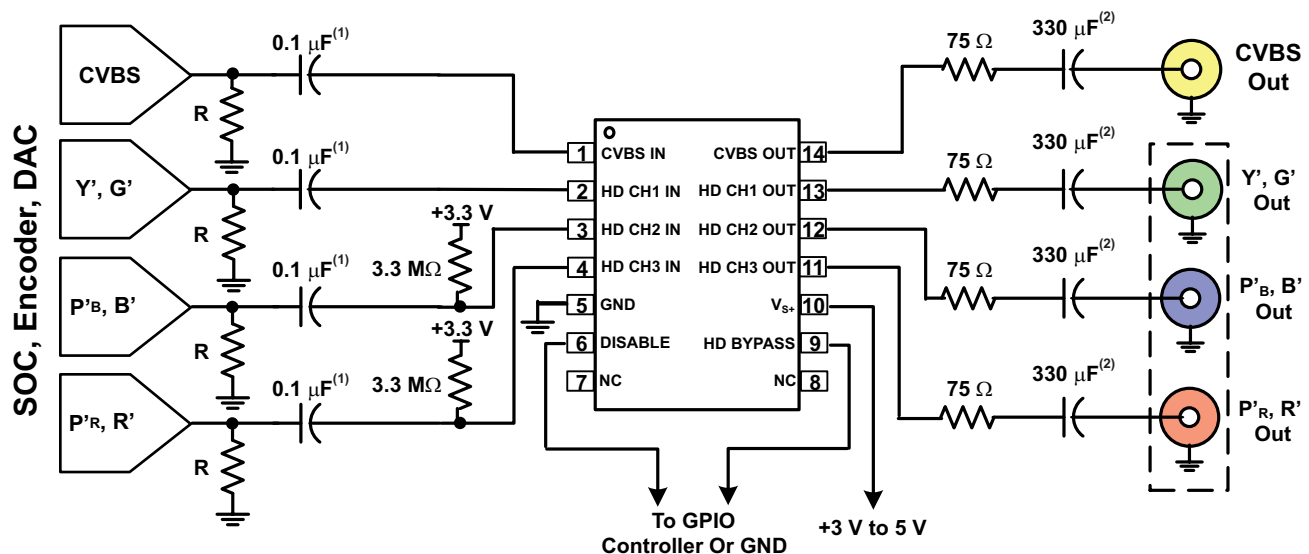 SOC, Encoder, DAC
CVBS
Y', G'
P'B, B'
P'R, R'
R
R
R
R
0.1 µF(1)
0.1 µF(1)
0.1 µF(1)
0.1 µF(1)
+3.3 V
3.3 MΩ
+3.3 V
3.3 MΩ
1 CVBS IN
2 HD CH1 IN
3 HD CH2 IN
4 HD CH3 IN
5 GND
6 DISABLE
7 NC
CVBS OUT 14
HD CH1 OUT 13
HD CH2 OUT 12
HD CH3 OUT 11
VS+ 10
HD BYPASS 9
NC 8
To GPIO
Controller Or GND
+3 V to 5 V
75 Ω
330 µF(2)
CVBS
Out
75 Ω
330 µF(2)
Y', G'
Out
75 Ω
330 µF(2)
P'B, B'
Out
75 Ω
330 µF(2)
P'R, R'
Out